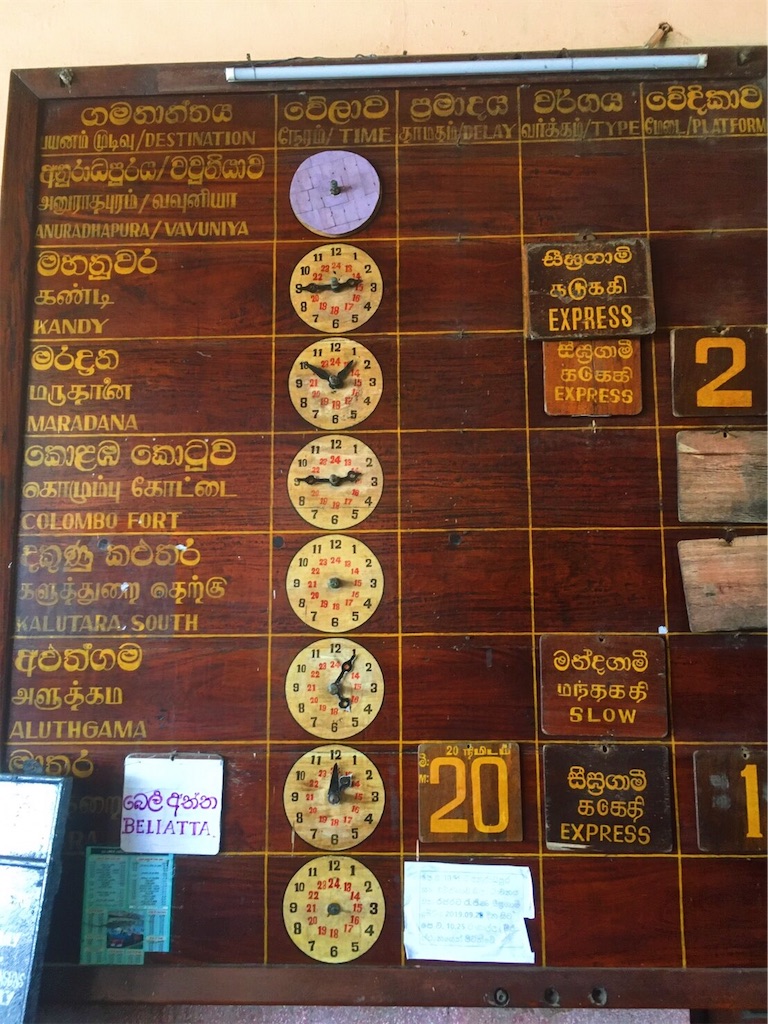 ගමනාන්තය වේලාව ප්‍රමාදය වර්ගය වේදිකාව
பயணம் முடிவு/DESTINATION நேரம்/TIME தாமதம்/DELAY வர்க்கம்/TYPE மேடை/PLATFORM
අනුරාධපුරය/වව්නියාව
அனுராதபுரம்/வவுனியா
ANURADHAPURA/VAVUNIYA
මහනුවර
கண்டி
KANDY
සීඝ්‍රගාමි
கடுகதி
EXPRESS
මරදාන
மருதானை
MARADANA
සීඝ්‍රගාමී
கடுகதி
EXPRESS
2
කොළඹ කොටුව
கொழும்பு கோட்டை
COLOMBO FORT
දකුණු කළුතර
களுத்துறை தெற்கு
KALUTARA SOUTH
අළුත්ගම
அளுத்கம
ALUTHGAMA
මන්දගාමී
மந்தகதி
SLOW
මාතර
බෙලිඅත්ත
BELIATTA
20
සීඝ්‍රගාමී
கடுகதி
EXPRESS
1